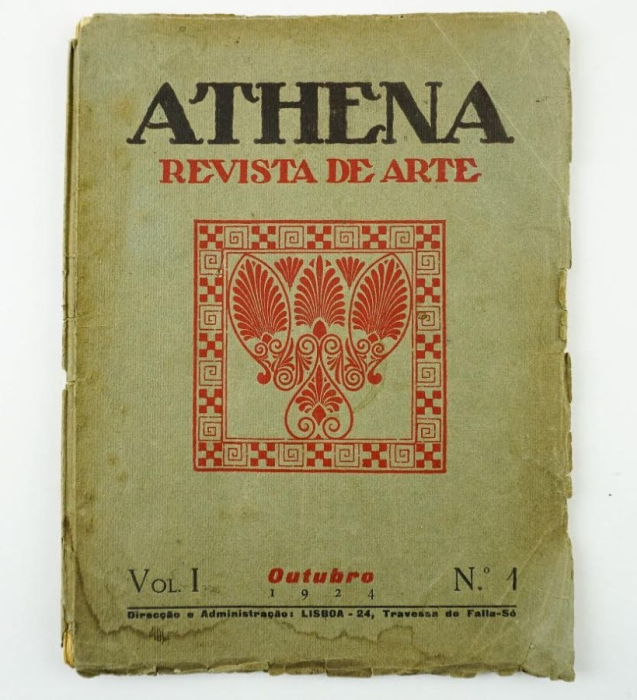 ATHENA
REVISTA DE ARTE
VOL. I Outubro N.º 1
1924
Direcção e Administração: LISBOA - 24, Travessa do Falla-Só